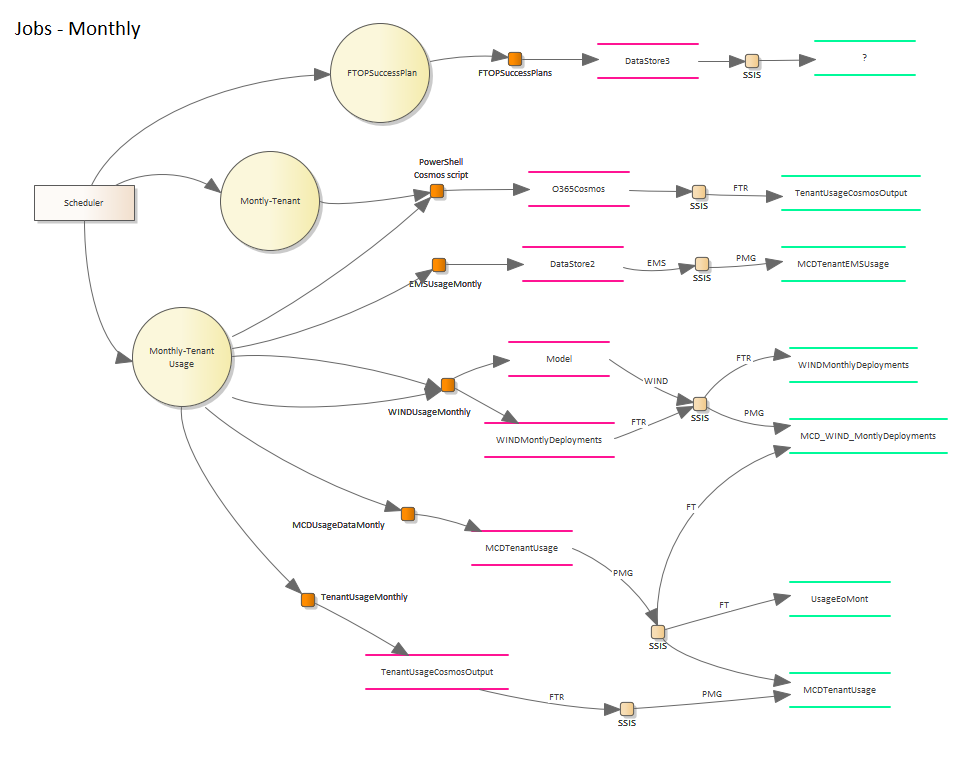 Jobs - Monthly
FTOPSuccessPlan
FTOPSuccessPlans
DataStore3
SSIS
?
Scheduler
Montly-Tenant
PowerShell
Cosmos script
O365Cosmos
SSIS
FTR
TenantUsageCosmosOutput
EMSUsageMontly
DataStore2
EMS
SSIS
PMG
MCDTenantEMSUsage
Monthly-Tenant
Usage
WINDUsageMonthly
Model
WIND
WINDMontlyDeployments
FTR
SSIS
FTR
WINDMonthlyDeployments
PMG
MCD_WIND_MontlyDeployments
MCDUsageDataMontly
MCDTenantUsage
PMG
SSIS
FT
FT
UsageEoMont
MCDTenantUsage
TenantUsageMonthly
TenantUsageCosmosOutput
FTR
SSIS
PMG